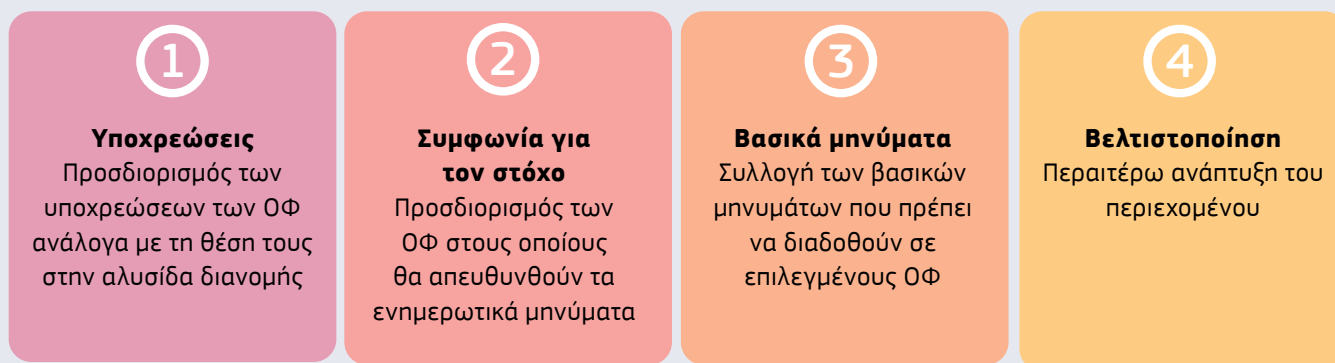 1
Υποχρεώσεις
Προσδιορισμός των
υποχρεώσεων των ΟΦ
ανάλογα με τη θέση τους
στην αλυσίδα διανομής
2
Συμφωνία για
τον στόχο
Προσδιορισμός των
ΟΦ στους οποίους
θα απευθυνθούν τα
ενημερωτικά μηνύματα
3
Βασικά μηνύματα
Συλλογή των βασικών
μηνυμάτων που πρέπει
να διαδοθούν σε
επιλεγμένους ΟΦ
4
Βελτιστοποίηση
Περαιτέρω ανάπτυξη του
περιεχομένου